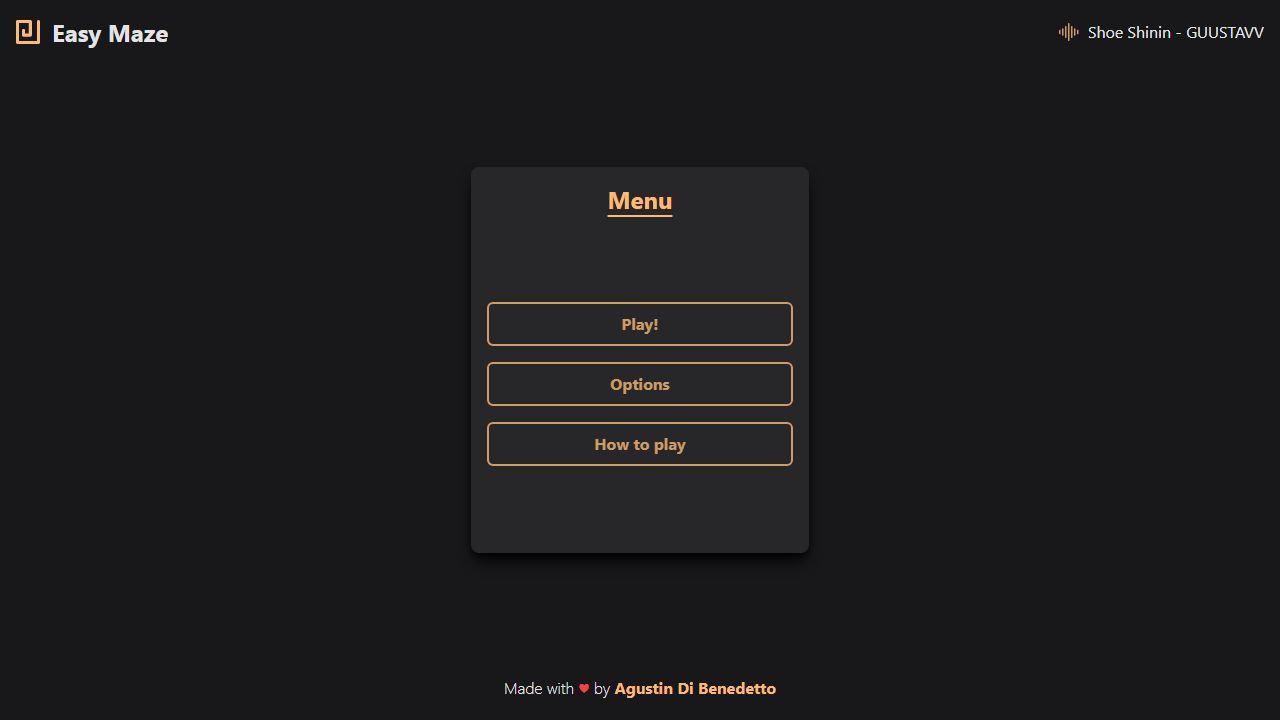 Easy Maze
Shoe Shinin - GUUSTAVV
Menu
Play!
Options
How to play
Made with ♥ by Agustin Di Benedetto